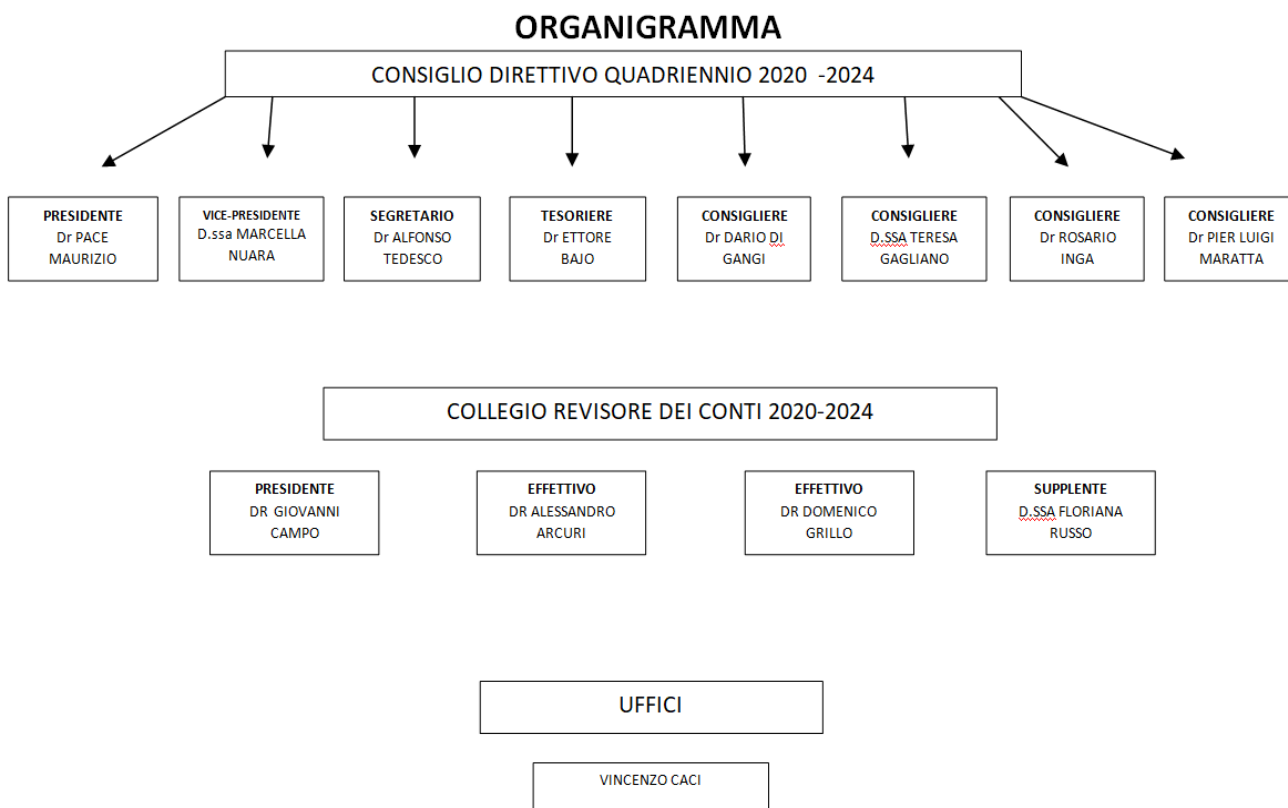 ORGANIGRAMMA
CONSIGLIO DIRETTIVO QUADRIENNIO 2020 -2024
PRESIDENTE
Dr PACE
MAURIZIO
VICE-PRESIDENTE
D.ssa MARCELLA
NUARA
SEGRETARIO
Dr ALFONSO
TEDESCO
TESORIERE
Dr ETTORE
BAJO
CONSIGLIERE
Dr DARIO DI
GANGI
CONSIGLIERE
D.SSA TERESA
GAGLIANO
CONSIGLIERE
Dr ROSARIO
INGA
CONSIGLIERE
Dr PIER LUIGI
MARATTA
COLLEGIO REVISORE DEI CONTI 2020-2024
PRESIDENTE
DR GIOVANNI
CAMPO
EFFETTIVO
DR ALESSANDRO
ARCURI
EFFETTIVO
DR DOMENICO
GRILLO
SUPPLENTE
D.SSA FLORIANA
RUSSO
UFFICI
VINCENZO CACI